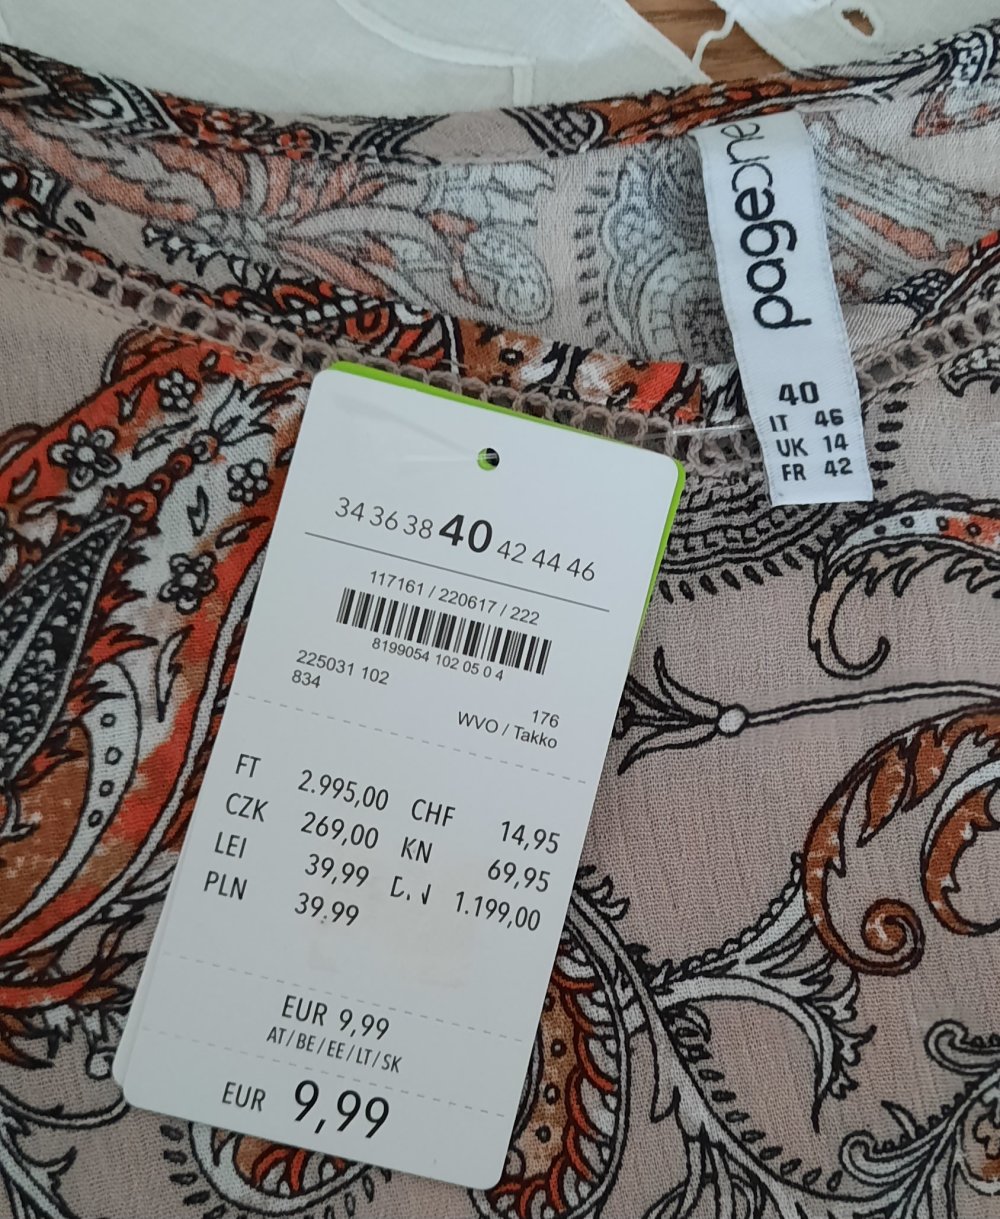 pageone
40
IT 46
UK 14
FR 42
34 36 38 40 42 44 46
117161 / 220617 / 222
8199054 102 05 0 4
225031 102
834
176
WVO / Takko
FT 2.995,00 CHF 14,95
CZK 269,00 KN 69,95
LEI 39,99 1.199,00
PLN 39,99
EUR 9,99
AT/BE/EE/LT/SK
EUR 9,99